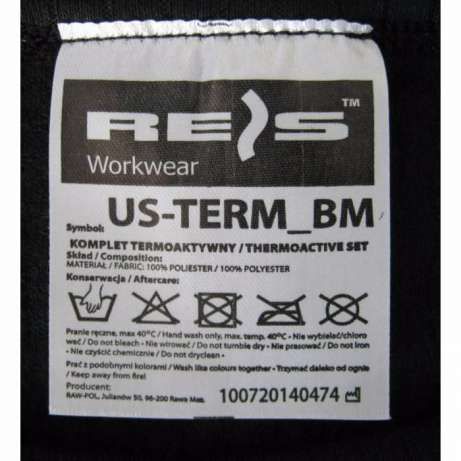 REIS™
Workwear
Symbol: US-TERM_BM
KOMPLET TERMOAKTYWNY / THERMOACTIVE SET
Skład / Composition:
MATERIAŁ / FABRIC: 100% POLIESTER / 100% POLYESTER
Konserwacja / Aftercare:
Pranie ręczne, max 40°C / Hand wash only, max. temp. 40°C • Nie wybielać/chloro
wać / Do not bleach • Nie wirować / Do not tumble dry • Nie prasować / Do not iron
• Nie czyścić chemicznie / Do not dryclean •
Prać z podobnymi kolorami / Wash like colours together • Trzymać daleko od ognia
/ Keep away from fire!
Producent:
RAW-POL, Julianów 50, 96-200 Rawa Maz.
100720140474